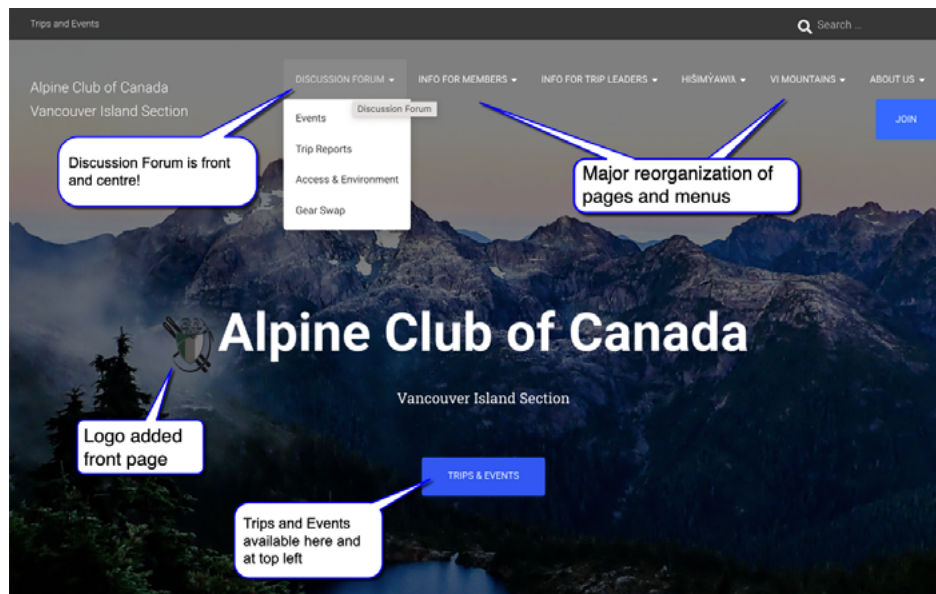 Trips and Events
Search ...
Alpine Club of Canada
Vancouver Island Section
DISCUSSION FORUM
INFO FOR MEMBERS
INFO FOR TRIP LEADERS
HIŠIMY̓AWIƛ
VI MOUNTAINS
ABOUT US
JOIN
Discussion Forum
Events
Trip Reports
Access & Environment
Gear Swap
Discussion Forum is front
and centre!
Major reorganization of
pages and menus
Alpine Club of Canada
Vancouver Island Section
Logo added
front page
TRIPS & EVENTS
Trips and Events
available here and
at top left